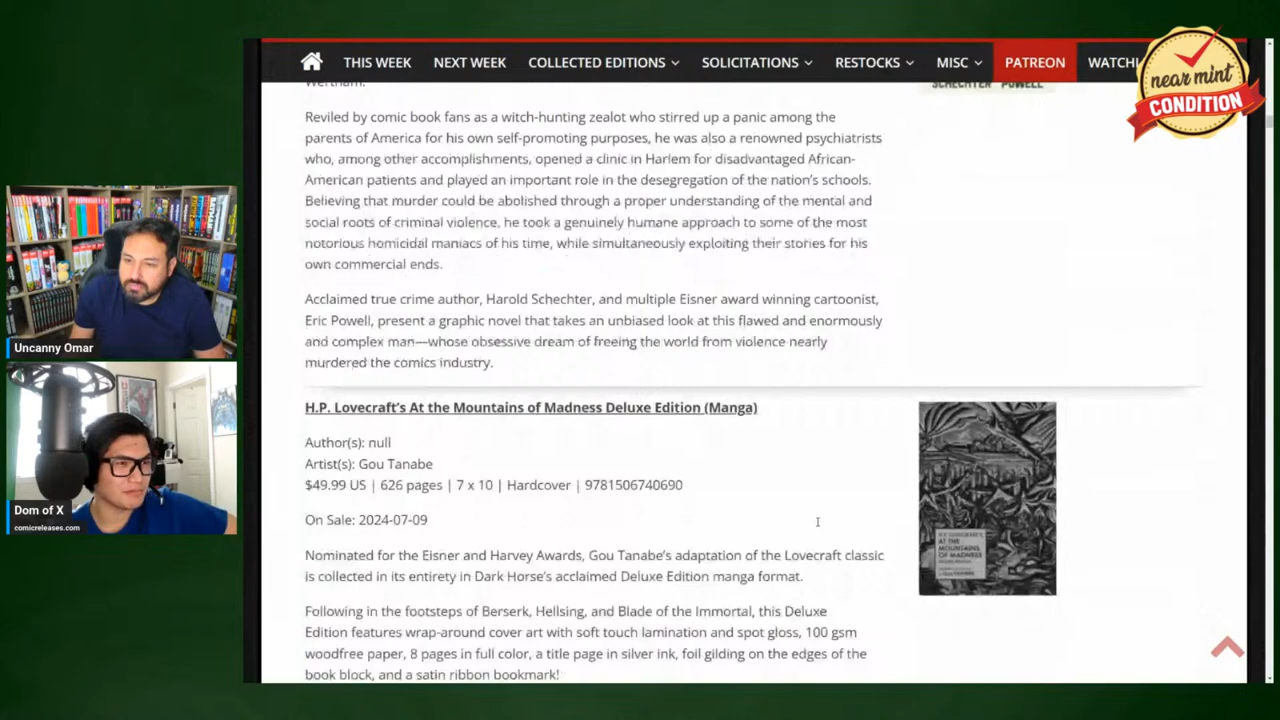 THIS WEEK NEXT WEEK COLLECTED EDITIONS SOLICITATIONS RESTOCKS MISC PATREON WATCHL
near mint
CONDITION
Wertham.
SCHECHTER POWELL
Reviled by comic book fans as a witch-hunting zealot who stirred up a panic among the
parents of America for his own self-promoting purposes, he was also a renowned psychiatrists
who, among other accomplishments, opened a clinic in Harlem for disadvantaged African-
American patients and played an important role in the desegregation of the nation's schools.
Believing that murder could be abolished through a proper understanding of the mental and
social roots of criminal violence, he took a genuinely humane approach to some of the most
notorious homicidal maniacs of his time, while simultaneously exploiting their stories for his
own commercial ends.
Acclaimed true crime author, Harold Schechter, and multiple Eisner award winning cartoonist,
Eric Powell, present a graphic novel that takes an unbiased look at this flawed and enormously
and complex man—whose obsessive dream of freeing the world from violence nearly
murdered the comics industry.
H.P. Lovecraft's At the Mountains of Madness Deluxe Edition (Manga)
Author(s): null
Artist(s): Gou Tanabe
$49.99 US | 626 pages | 7 x 10 | Hardcover | 9781506740690
On Sale: 2024-07-09
Nominated for the Eisner and Harvey Awards, Gou Tanabe's adaptation of the Lovecraft classic
is collected in its entirety in Dark Horse's acclaimed Deluxe Edition manga format.
Following in the footsteps of Berserk, Hellsing, and Blade of the Immortal, this Deluxe
Edition features wrap-around cover art with soft touch lamination and spot gloss, 100 gsm
woodfree paper, 8 pages in full color, a title page in silver ink, foil gilding on the edges of the
book block, and a satin ribbon bookmark!
H.P. LOVECRAFT'S
AT THE
MOUNTAINS
OF MADNESS
Uncanny Omar
Dom of X
comicreleases.com